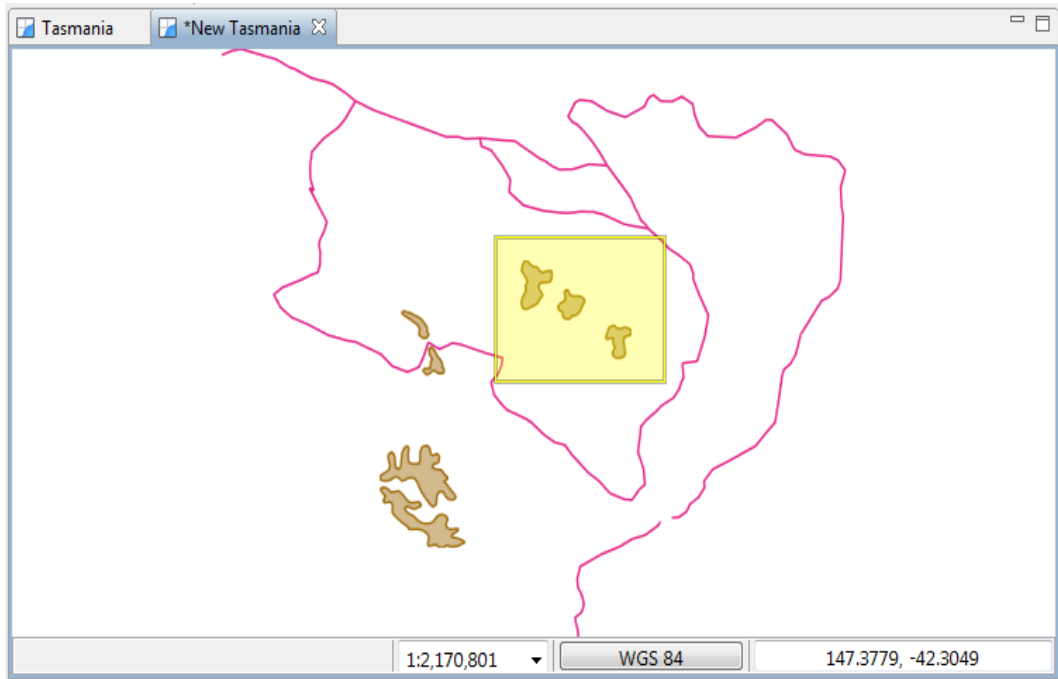 Tasmania
*New Tasmania
1:2,170,801
WGS 84
147.3779, -42.3049